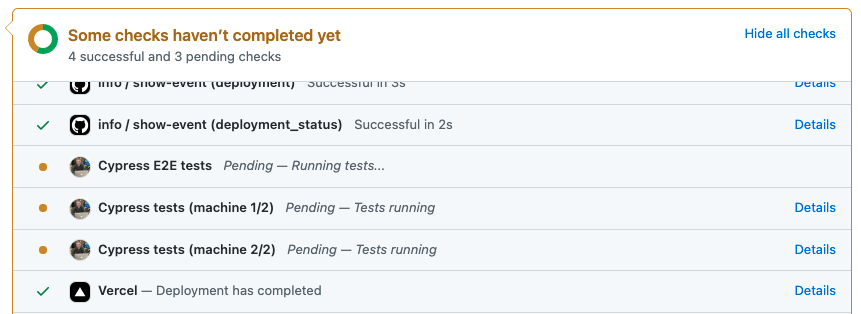 Some checks haven’t completed yet
Hide all checks
4 successful and 3 pending checks
info / show-event (deployment) Successful in 3s Details
info / show-event (deployment_status) Successful in 2s Details
Cypress E2E tests Pending — Running tests...
Cypress tests (machine 1/2) Pending — Tests running Details
Cypress tests (machine 2/2) Pending — Tests running Details
Vercel — Deployment has completed Details